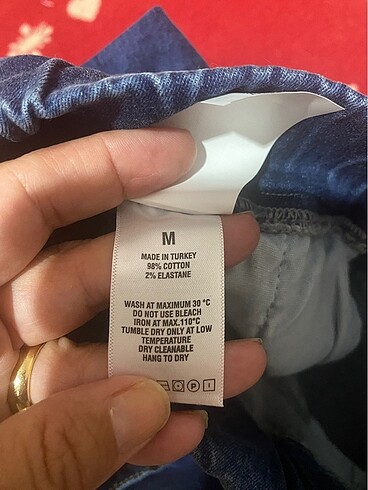 M
MADE IN TURKEY
98% COTTON
2% ELASTANE
WASH AT MAXIMUM 30 °C
DO NOT USE BLEACH
IRON AT MAX.110°C
TUMBLE DRY ONLY AT LOW
TEMPERATURE
DRY CLEANABLE
HANG TO DRY
P